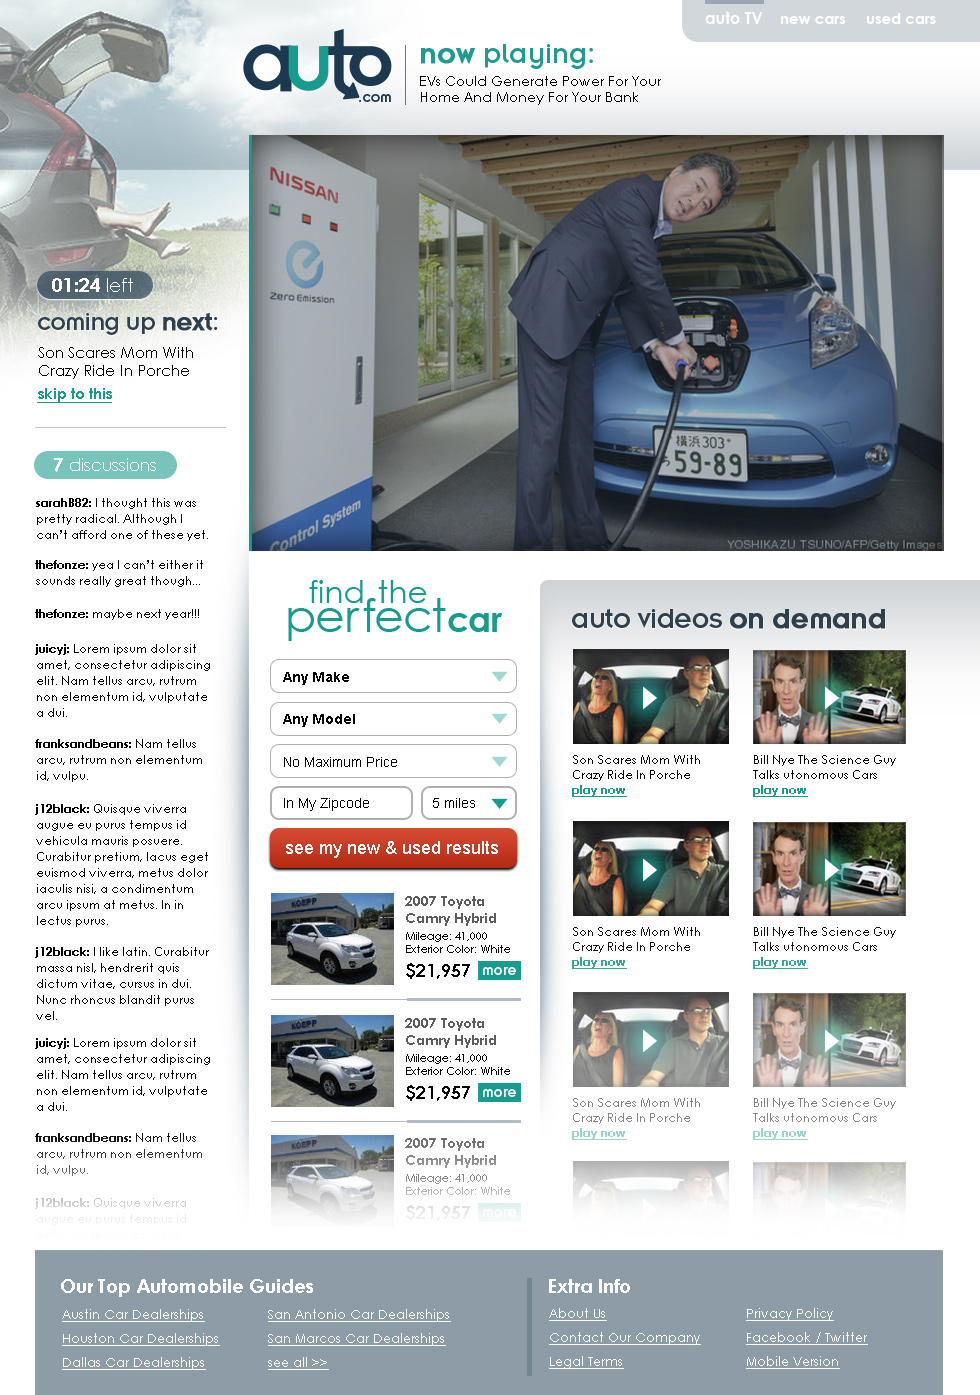 auto TV new cars used cars
auto
.com
now playing:
EVs Could Generate Power For Your
Home And Money For Your Bank
NISSAN
Zero Emission
Control System
横浜 303
59-89
YOSHIKAZU TSUNO/AFP/Getty Images
01:24 left
coming up next:
Son Scares Mom With
Crazy Ride In Porche
skip to this
7 discussions
sarah882: I thought this was
pretty radical. Although I
can't afford one of these yet.
thefonze: yea I can't either it
sounds really great though...
thefonze: maybe next year!!!
juicyj: Lorem ipsum dolor sit
amet, consectetur adipiscing
elit. Nam tellus arcu, rutrum
non elementum id, vulputate
a dui.
franksandbeans: Nam tellus
arcu, rutrum non elementum
id, vulpu.
j12black: Quisque viverra
augue eu purus tempus id
vehicula mauris posuere.
Curabitur pretium, lacus eget
euismod viverra, metus dolor
iaculis nisi, a condimentum
arcu ipsum at metus. In in
lectus purus.
j12black: I like latin. Curabitur
massa nisl, hendrerit quis
dictum vitae, cursus in dui.
Nunc rhoncus blandit purus
vel.
juicyj: Lorem ipsum dolor sit
amet, consectetur adipiscing
elit. Nam tellus arcu, rutrum
non elementum id, vulputate
a dui.
franksandbeans: Nam tellus
arcu, rutrum non elementum
id, vulpu.
j12black: Quisque viverra
augue eu purus tempus id
find the
perfect car
Any Make
Any Model
No Maximum Price
In My Zipcode
5 miles
see my new & used results
KOEPP
2007 Toyota
Camry Hybrid
Mileage: 41,000
Exterior Color: White
$21,957 more
KOEPP
2007 Toyota
Camry Hybrid
Mileage: 41,000
Exterior Color: White
$21,957 more
KOEPP
2007 Toyota
Camry Hybrid
Mileage: 41,000
Exterior Color: White
$21,957 more
auto videos on demand
Son Scares Mom With
Crazy Ride In Porche
play now
Bill Nye The Science Guy
Talks utonomous Cars
play now
Son Scares Mom With
Crazy Ride In Porche
play now
Bill Nye The Science Guy
Talks utonomous Cars
play now
Son Scares Mom With
Crazy Ride In Porche
play now
Bill Nye The Science Guy
Talks utonomous Cars
play now
Our Top Automobile Guides
Austin Car Dealerships
Houston Car Dealerships
Dallas Car Dealerships
San Antonio Car Dealerships
San Marcos Car Dealerships
see all >>
Extra Info
About Us
Contact Our Company
Legal Terms
Privacy Policy
Facebook / Twitter
Mobile Version